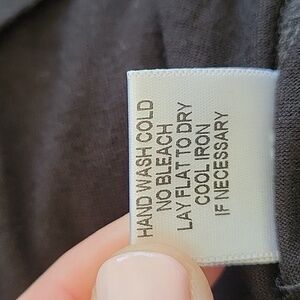 HAND WASH COLD
NO BLEACH
LAY FLAT TO DRY
COOL IRON
IF NECESSARY